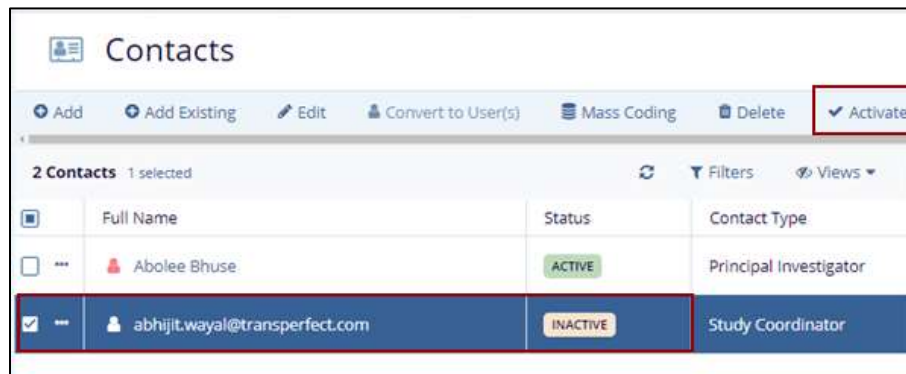 Contacts
Add Add Existing Edit Convert to User(s) Mass Coding Delete Activate
2 Contacts 1 selected Filters Views
Full Name Status Contact Type
Abolee Bhuse ACTIVE Principal Investigator
abhijit.wayal@transperfect.com INACTIVE Study Coordinator